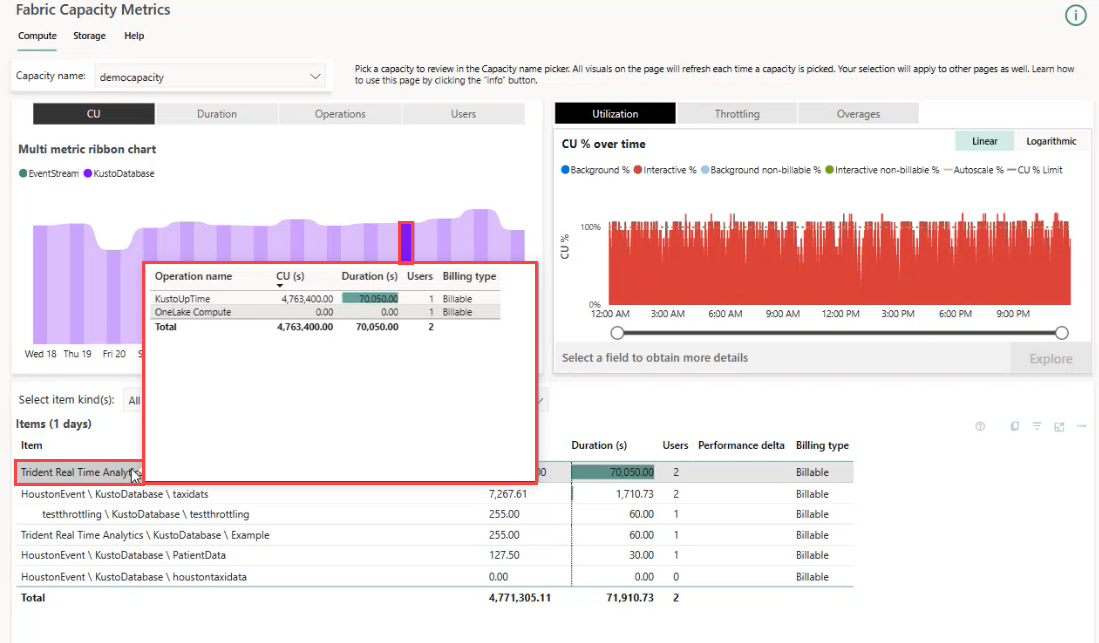 Fabric Capacity Metrics
Compute Storage Help
Capacity name: democapacity
Pick a capacity to review in the Capacity name picker. All visuals on the page will refresh each time a capacity is picked. Your selection will apply to other pages as well. Learn how
to use this page by clicking the "info" button.
CU Duration Operations Users
Multi metric ribbon chart
EventStream KustoDatabase
Wed 18 Thu 19 Fri 20
Utilization Throttling Overages
CU % over time
Linear Logarithmic
Background % Interactive % Background non-billable % Interactive non-billable % Autoscale % CU % Limit
CU %
100%
0%
12:00 AM 3:00 AM 6:00 AM 9:00 AM 12:00 PM 3:00 PM 6:00 PM 9:00 PM
Select a field to obtain more details
Explore
Operation name CU (s) Duration (s) Users Billing type
KustoUpTime 4,763,400.00 70,050.00 1 Billable
OneLake Compute 0.00 0.00 1 Billable
Total 4,763,400.00 70,050.00 2
Select item kind(s): All
Items (1 days)
Item Duration (s) Users Performance delta Billing type
Trident Real Time Analyt 70,050.00 2 Billable
HoustonEvent \ KustoDatabase \ taxidats 7,267.61 1,710.73 2 Billable
testthrottling \ KustoDatabase \ testthrottling 255.00 60.00 1 Billable
Trident Real Time Analytics \ KustoDatabase \ Example 255.00 60.00 1 Billable
HoustonEvent \ KustoDatabase \ PatientData 127.50 30.00 1 Billable
HoustonEvent \ KustoDatabase \ houstontaxidata 0.00 0.00 0 Billable
Total 4,771,305.11 71,910.73 2